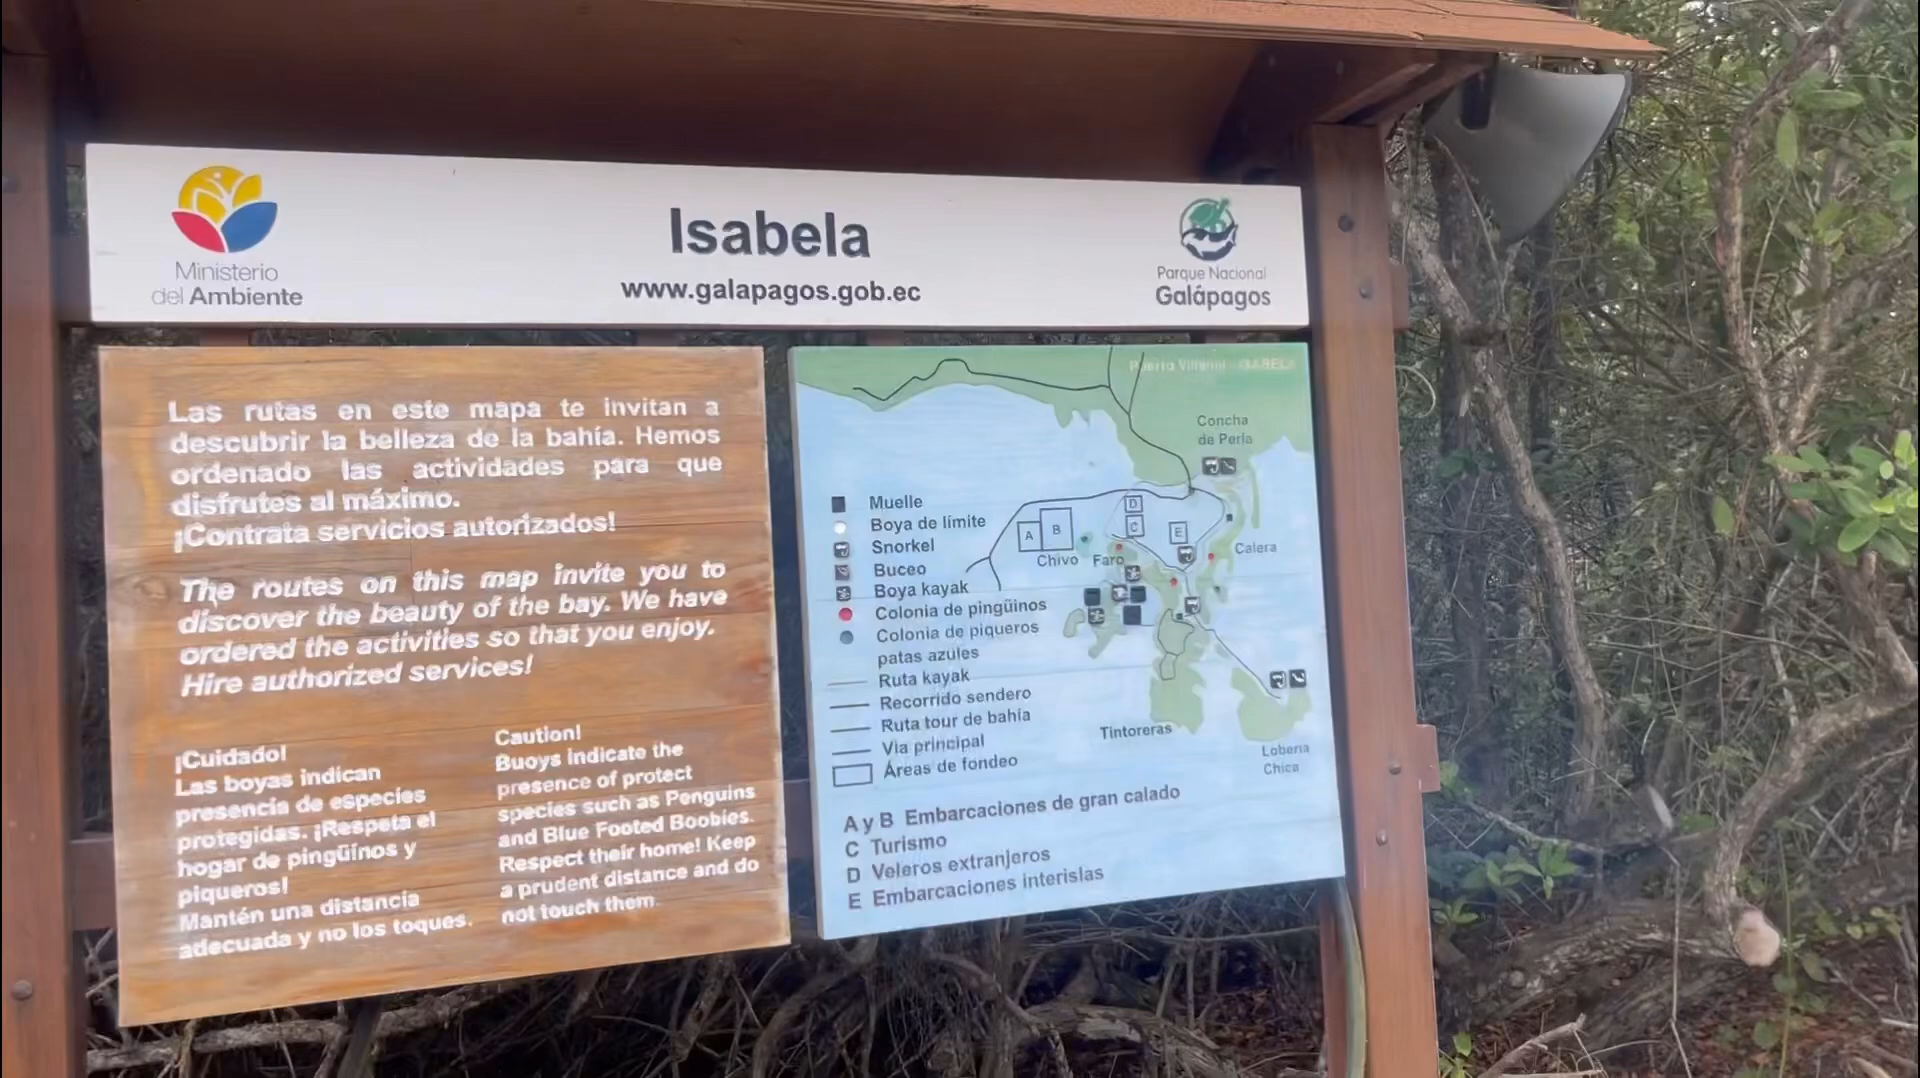 Ministerio
del Ambiente
Isabela
www.galapagos.gob.ec
Parque Nacional
Galápagos
Las rutas en este mapa te invitan a
descubrir la belleza de la bahía. Hemos
ordenado las actividades para que
disfrutes al máximo.
¡Contrata servicios autorizados!
The routes on this map invite you to
discover the beauty of the bay. We have
ordered the activities so that you enjoy.
Hire authorized services!
¡Cuidado!
Las boyas indican
presencia de especies
protegidas. ¡Respeta el
hogar de pingüinos y
piqueros!
Mantén una distancia
adecuada y no los toques.
Caution!
Buoys indicate the
presence of protect
species such as Penguins
and Blue Footed Boobies.
Respect their home! Keep
a prudent distance and do
not touch them.
ISABELA
Concha
de Perla
Muelle
Boya de límite
Snorkel
Buceo
Boya kayak
Colonia de pingüinos
Colonia de piqueros
patas azules
Ruta kayak
Recorrido sendero
Ruta tour de bahía
Via principal
Áreas de fondeo
A
B
D
C
E
Chivo
Faro
Calera
Tintoreras
Loberia
Chica
A y B Embarcaciones de gran calado
C Turismo
D Veleros extranjeros
E Embarcaciones interislas